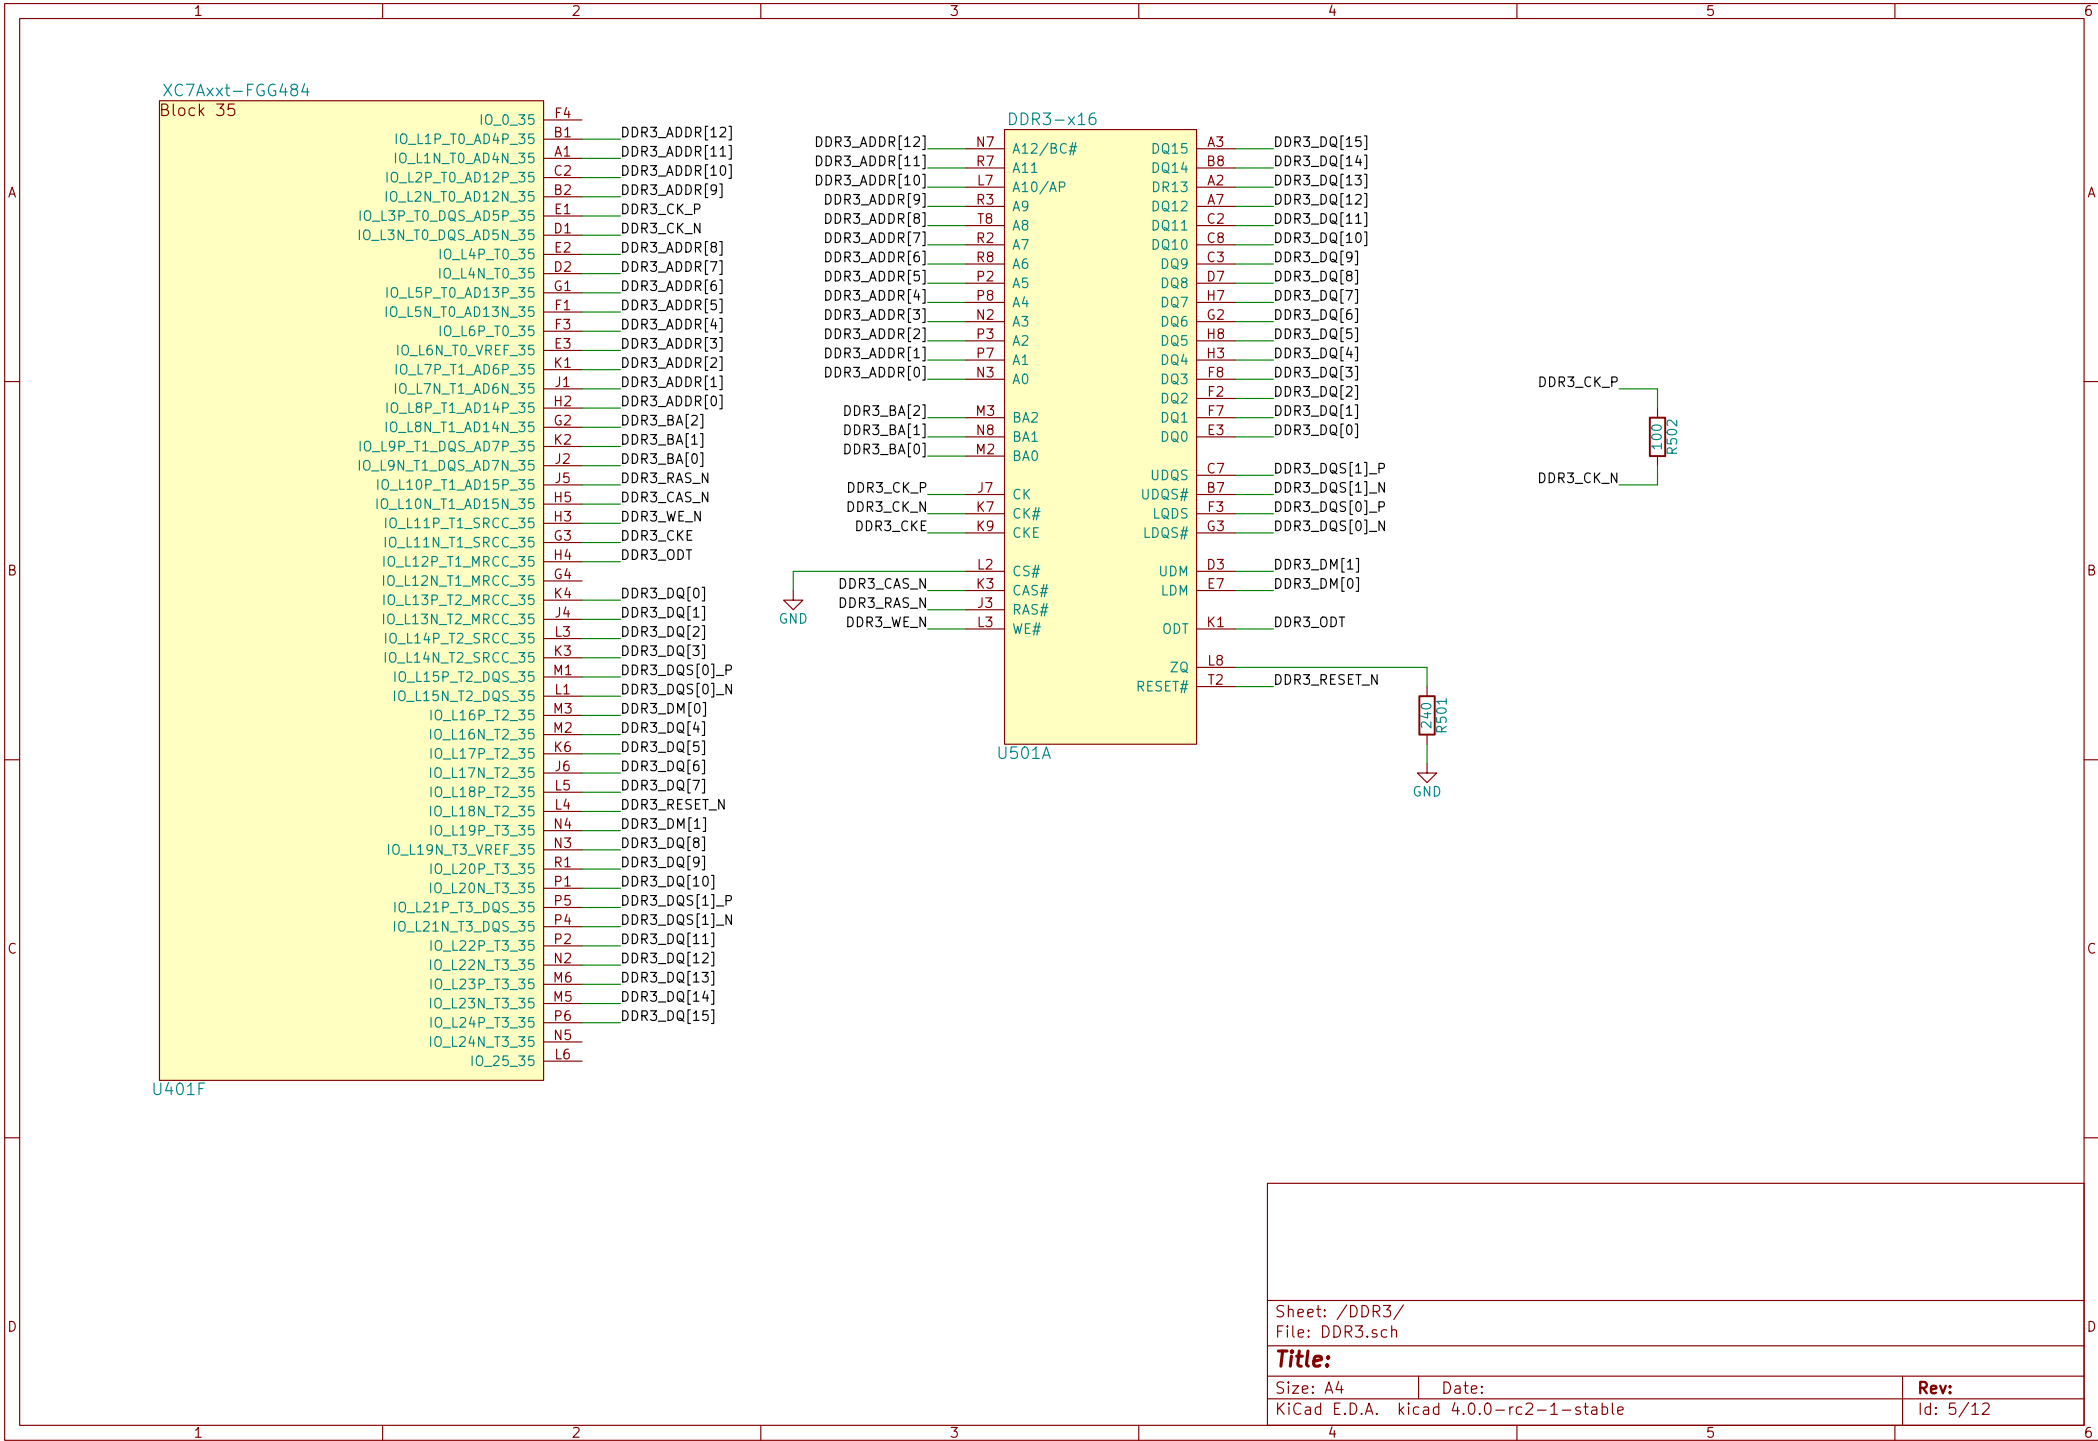 1 2 3 4 5 6
A
B
C
D
XC7Axxt-FGG484
Block 35
IO_0_35 F4
IO_L1P_T0_AD4P_35 B1 DDR3_ADDR[12]
IO_L1N_T0_AD4N_35 A1 DDR3_ADDR[11]
IO_L2P_T0_AD12P_35 C2 DDR3_ADDR[10]
IO_L2N_T0_AD12N_35 B2 DDR3_ADDR[9]
IO_L3P_T0_DQS_AD5P_35 E1 DDR3_CK_P
IO_L3N_T0_DQS_AD5N_35 D1 DDR3_CK_N
IO_L4P_T0_35 E2 DDR3_ADDR[8]
IO_L4N_T0_35 D2 DDR3_ADDR[7]
IO_L5P_T0_AD13P_35 G1 DDR3_ADDR[6]
IO_L5N_T0_AD13N_35 F1 DDR3_ADDR[5]
IO_L6P_T0_35 F3 DDR3_ADDR[4]
IO_L6N_T0_VREF_35 E3 DDR3_ADDR[3]
IO_L7P_T1_AD6P_35 K1 DDR3_ADDR[2]
IO_L7N_T1_AD6N_35 J1 DDR3_ADDR[1]
IO_L8P_T1_AD14P_35 H2 DDR3_ADDR[0]
IO_L8N_T1_AD14N_35 G2 DDR3_BA[2]
IO_L9P_T1_DQS_AD7P_35 K2 DDR3_BA[1]
IO_L9N_T1_DQS_AD7N_35 J2 DDR3_BA[0]
IO_L10P_T1_AD15P_35 J5 DDR3_RAS_N
IO_L10N_T1_AD15N_35 H5 DDR3_CAS_N
IO_L11P_T1_SRCC_35 H3 DDR3_WE_N
IO_L11N_T1_SRCC_35 G3 DDR3_CKE
IO_L12P_T1_MRCC_35 H4 DDR3_ODT
IO_L12N_T1_MRCC_35 G4
IO_L13P_T2_MRCC_35 K4 DDR3_DQ[0]
IO_L13N_T2_MRCC_35 J4 DDR3_DQ[1]
IO_L14P_T2_SRCC_35 L3 DDR3_DQ[2]
IO_L14N_T2_SRCC_35 K3 DDR3_DQ[3]
IO_L15P_T2_DQS_35 M1 DDR3_DQS[0]_P
IO_L15N_T2_DQS_35 L1 DDR3_DQS[0]_N
IO_L16P_T2_35 M3 DDR3_DM[0]
IO_L16N_T2_35 M2 DDR3_DQ[4]
IO_L17P_T2_35 K6 DDR3_DQ[5]
IO_L17N_T2_35 J6 DDR3_DQ[6]
IO_L18P_T2_35 L5 DDR3_DQ[7]
IO_L18N_T2_35 L4 DDR3_RESET_N
IO_L19P_T3_35 N4 DDR3_DM[1]
IO_L19N_T3_VREF_35 N3 DDR3_DQ[8]
IO_L20P_T3_35 R1 DDR3_DQ[9]
IO_L20N_T3_35 P1 DDR3_DQ[10]
IO_L21P_T3_DQS_35 P5 DDR3_DQS[1]_P
IO_L21N_T3_DQS_35 P4 DDR3_DQS[1]_N
IO_L22P_T3_35 P2 DDR3_DQ[11]
IO_L22N_T3_35 N2 DDR3_DQ[12]
IO_L23P_T3_35 M6 DDR3_DQ[13]
IO_L23N_T3_35 M5 DDR3_DQ[14]
IO_L24P_T3_35 P6 DDR3_DQ[15]
IO_L24N_T3_35 N5
IO_25_35 L6
U401F
DDR3-x16
DDR3_ADDR[12] N7 A12/BC# DQ15 A3 DDR3_DQ[15]
DDR3_ADDR[11] R7 A11 DQ14 B8 DDR3_DQ[14]
DDR3_ADDR[10] L7 A10/AP DR13 A2 DDR3_DQ[13]
DDR3_ADDR[9] R3 A9 DQ12 A7 DDR3_DQ[12]
DDR3_ADDR[8] T8 A8 DQ11 C2 DDR3_DQ[11]
DDR3_ADDR[7] R2 A7 DQ10 C8 DDR3_DQ[10]
DDR3_ADDR[6] R8 A6 DQ9 C3 DDR3_DQ[9]
DDR3_ADDR[5] P2 A5 DQ8 D7 DDR3_DQ[8]
DDR3_ADDR[4] P8 A4 DQ7 H7 DDR3_DQ[7]
DDR3_ADDR[3] N2 A3 DQ6 G2 DDR3_DQ[6]
DDR3_ADDR[2] P3 A2 DQ5 H8 DDR3_DQ[5]
DDR3_ADDR[1] P7 A1 DQ4 H3 DDR3_DQ[4]
DDR3_ADDR[0] N3 A0 DQ3 F8 DDR3_DQ[3]
DQ2 F2 DDR3_DQ[2]
DDR3_BA[2] M3 BA2 DQ1 F7 DDR3_DQ[1]
DDR3_BA[1] N8 BA1 DQ0 E3 DDR3_DQ[0]
DDR3_BA[0] M2 BA0
UDQS C7 DDR3_DQS[1]_P
DDR3_CK_P J7 CK UDQS# B7 DDR3_DQS[1]_N
DDR3_CK_N K7 CK# LQDS F3 DDR3_DQS[0]_P
DDR3_CKE K9 CKE LDQS# G3 DDR3_DQS[0]_N
L2 CS# UDM D3 DDR3_DM[1]
DDR3_CAS_N K3 CAS# LDM E7 DDR3_DM[0]
DDR3_RAS_N J3 RAS#
GND
DDR3_WE_N L3 WE# ODT K1 DDR3_ODT
ZQ L8
RESET# T2 DDR3_RESET_N
U501A
240 R501
GND
DDR3_CK_P
100 R502
DDR3_CK_N
Sheet: /DDR3/
File: DDR3.sch
Title:
Size: A4 Date: Rev:
KiCad E.D.A. kicad 4.0.0-rc2-1-stable Id: 5/12
A
B
C
D
1 2 3 4 5 6